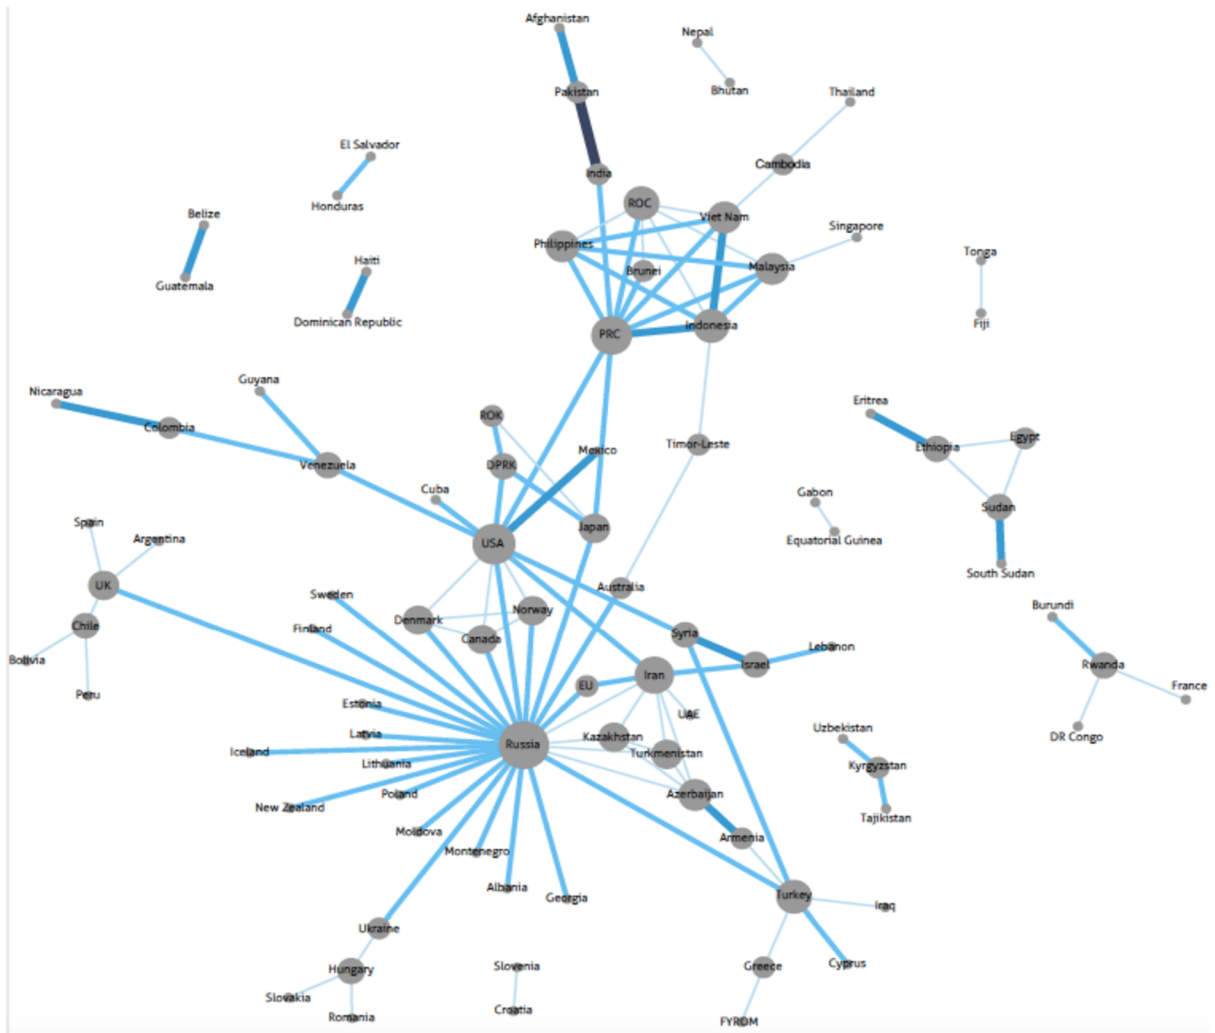 Afghanistan
Nepal
Pakistan
Bhutan
Thailand
El Salvador
Cambodia
India
Honduras
ROC
Belize
Viet Nam
Singapore
Philippines
Haiti
Brunei
Malaysia
Tonga
Guatemala
Dominican Republic
PRC
Indonesia
Fiji
Guyana
Nicaragua
Eritrea
Colombia
ROK
Mexico
Timor-Leste
Ethiopia
Egypt
Venezuela
DPRK
Cuba
Gabon
Sudan
Spain
Japan
Argentina
USA
Equatorial Guinea
South Sudan
UK
Australia
Sweden
Burundi
Denmark
Norway
Chile
Finland
Canada
Syria
Lebanon
Bolivia
Israel
Rwanda
Iran
EU
France
Peru
Estonia
UAE
Uzbekistan
Latvia
Kazakhstan
DR Congo
Iceland
Russia
Turkmenistan
Lithuania
Kyrgyzstan
Poland
Azerbaijan
New Zealand
Tajikistan
Moldova
Armenia
Montenegro
Albania
Georgia
Turkey
Iraq
Ukraine
Hungary
Slovenia
Greece
Cyprus
Slovakia
Croatia
Romania
FYROM